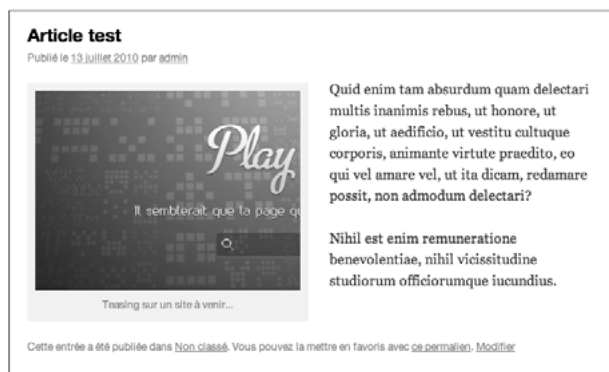 Article test
Publié le 13 juillet 2010 par admin
Play
Il semblerait que la page qu
Teasing sur un site à venir...
Quid enim tam absurdum quam delectari
multis inanimis rebus, ut honore, ut
gloria, ut aedificio, ut vestitu cultuque
corporis, animante virtute praedito, eo
qui vel amare vel, ut ita dicam, redamare
possit, non admodum delectari?
Nihil est enim remuneratione
benevolentiae, nihil vicissitudine
studiorum officiorumque iucundius.
Cette entrée a été publiée dans Non classé. Vous pouvez la mettre en favoris avec ce permalien. Modifier